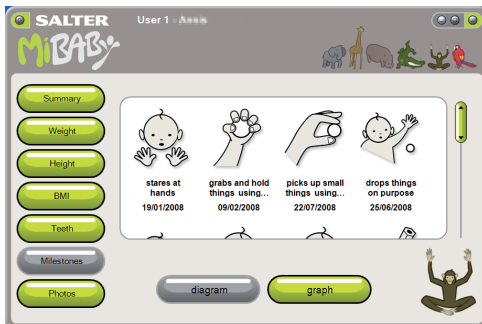 SALTER
User 1 -
MiBABy
Summary
Weight
Height
BMI
Teeth
Milestones
Photos
stares at
hands
19/01/2008
grabs and hold
things using...
09/02/2008
picks up small
things using...
22/07/2008
drops things
on purpose
25/06/2008
diagram
graph